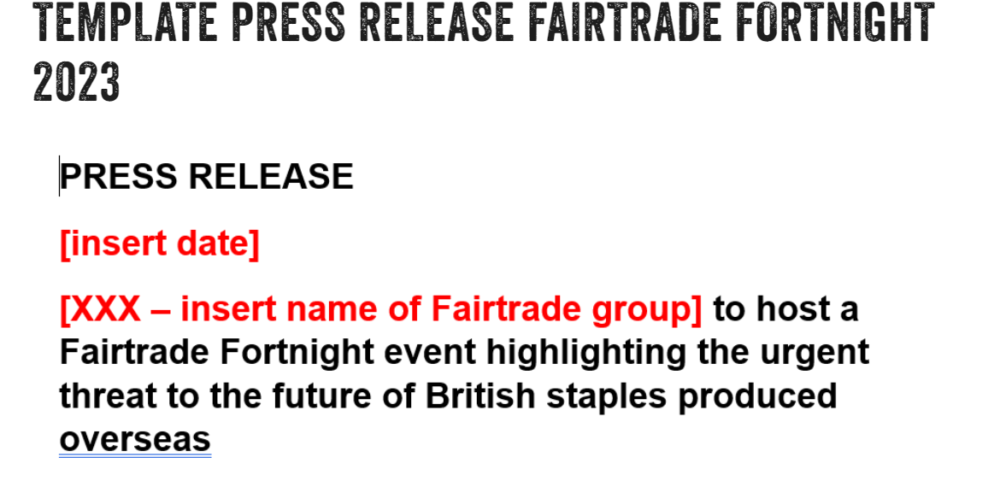 TEMPLATE PRESS RELEASE FAIRTRADE FORTNIGHT
2023
PRESS RELEASE
[insert date]
[XXX – insert name of Fairtrade group] to host a
Fairtrade Fortnight event highlighting the urgent
threat to the future of British staples produced
overseas